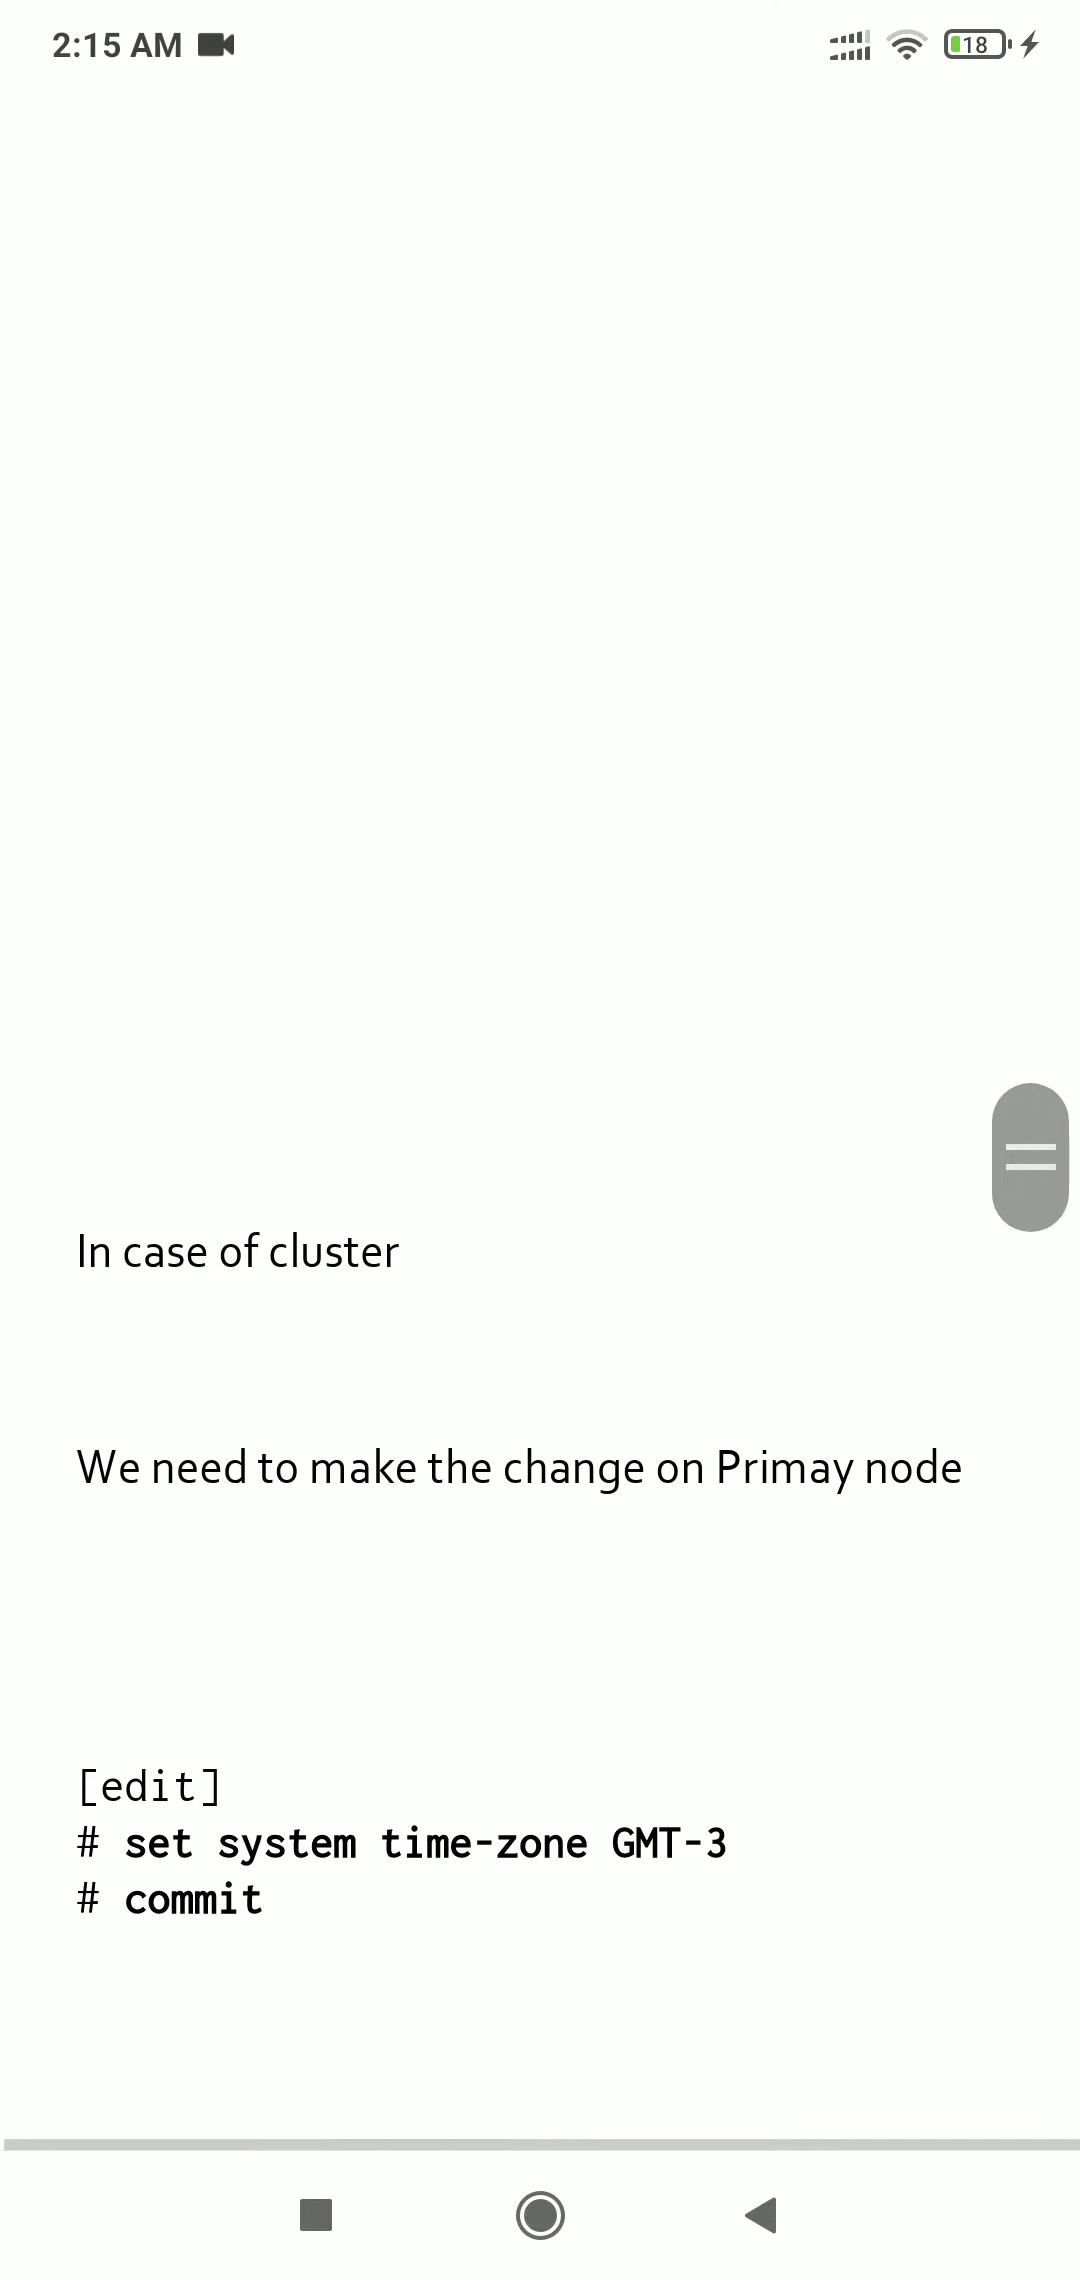 2:15 AM
18
In case of cluster
We need to make the change on Primay node
[edit]
# set system time-zone GMT-3
# commit